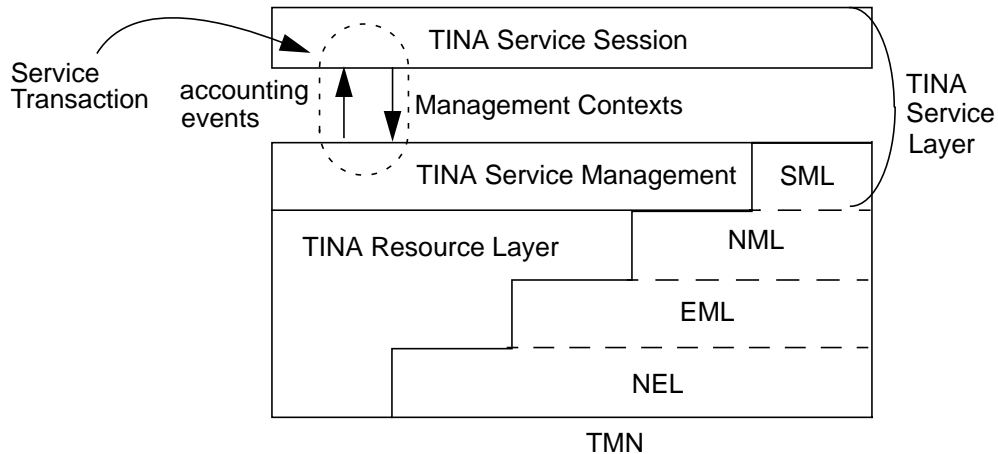 TINA Service Session
Service
Transaction
accounting
events
Management Contexts
TINA
Service
Layer
TINA Service Management
SML
TINA Resource Layer
NML
EML
NEL
TMN